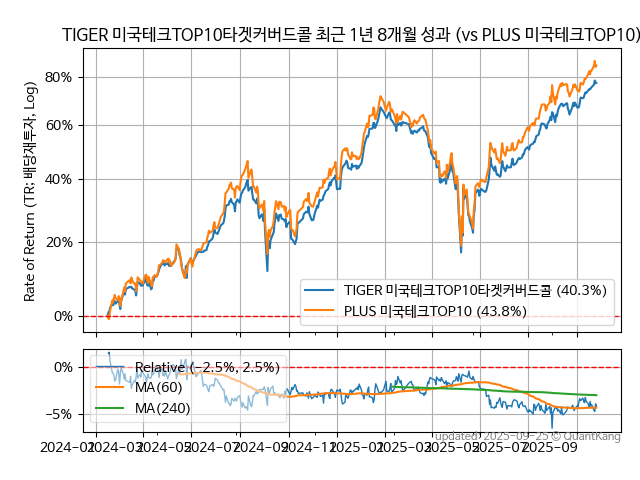 TIGER 미국테크TOP10타겟커버드콜 최근 1년 8개월 성과 (vs PLUS 미국테크TOP10)
Rate of Return (TR: 배당재투자, Log)
80%
60%
40%
20%
0%
TIGER 미국테크TOP10타겟커버드콜 (40.3%)
PLUS 미국테크TOP10 (43.8%)
0%
−5%
Relative (−2.5%, 2.5%)
MA(60)
MA(240)
2024-01 2024-03 2024-05 2024-07 2024-09 2024-11 2025-01 2025-03 2025-05 2025-07 2025-09
updated: 2025-09-25 © QuantKang